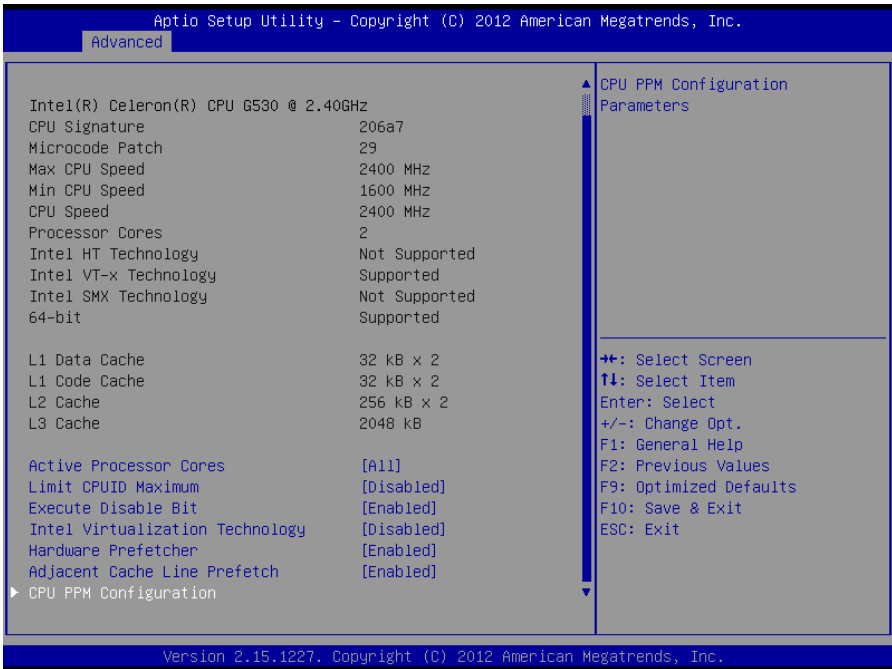 Aptio Setup Utility – Copyright (C) 2012 American Megatrends, Inc.
Advanced
Intel(R) Celeron(R) CPU G530 @ 2.40GHz
CPU Signature 206a7
Microcode Patch 29
Max CPU Speed 2400 MHz
Min CPU Speed 1600 MHz
CPU Speed 2400 MHz
Processor Cores 2
Intel HT Technology Not Supported
Intel VT-x Technology Supported
Intel SMX Technology Not Supported
64-bit Supported
L1 Data Cache 32 kB x 2
L1 Code Cache 32 kB x 2
L2 Cache 256 kB x 2
L3 Cache 2048 kB
Active Processor Cores [All]
Limit CPUID Maximum [Disabled]
Execute Disable Bit [Enabled]
Intel Virtualization Technology [Disabled]
Hardware Prefetcher [Enabled]
Adjacent Cache Line Prefetch [Enabled]
CPU PPM Configuration
CPU PPM Configuration
Parameters
→←: Select Screen
↑↓: Select Item
Enter: Select
+/-: Change Opt.
F1: General Help
F2: Previous Values
F9: Optimized Defaults
F10: Save & Exit
ESC: Exit
Version 2.15.1227. Copyright (C) 2012 American Megatrends, Inc.